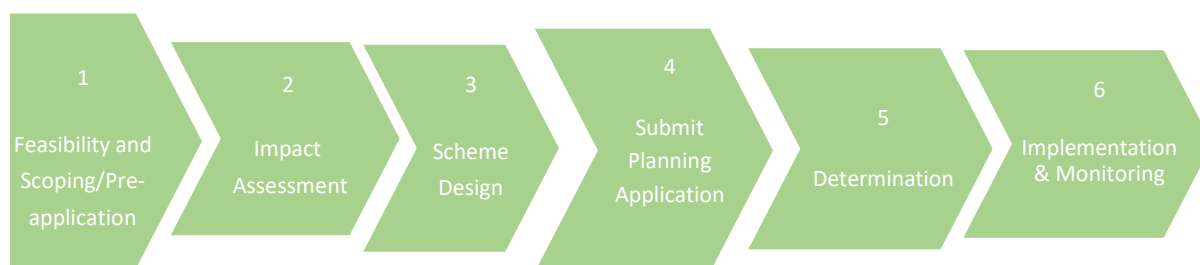 1
Feasibility and
Scoping/Pre-
application
2
Impact
Assessment
3
Scheme
Design
4
Submit
Planning
Application
5
Determination
6
Implementation
& Monitoring